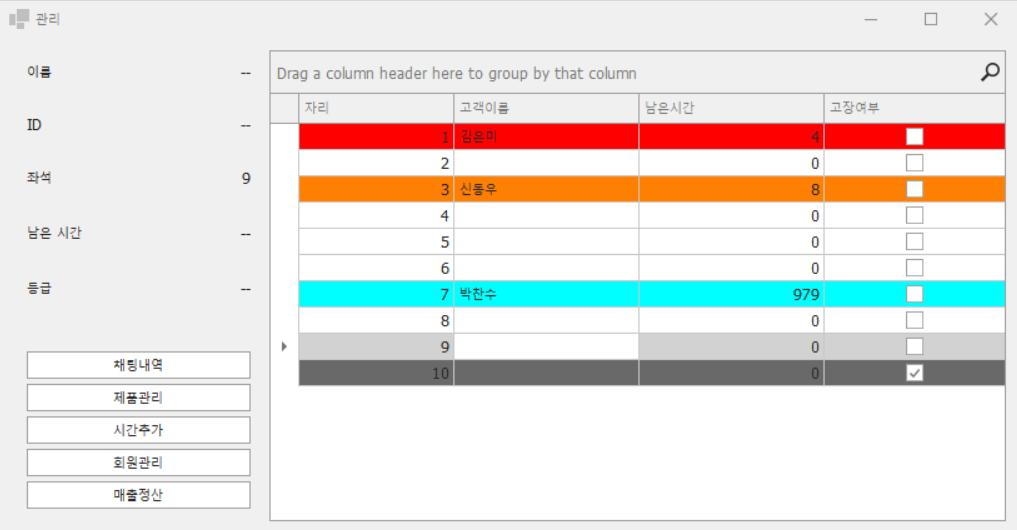 관리
이름 --
ID --
좌석 9
남은 시간 --
등급 --
채팅내역
제품관리
시간추가
회원관리
매출정산
Drag a column header here to group by that column
자리 고객이름 남은시간 고장여부
1 김은미 4
2 0
3 신동우 8
4 0
5 0
6 0
7 박찬수 979
8 0
9 0
10 0